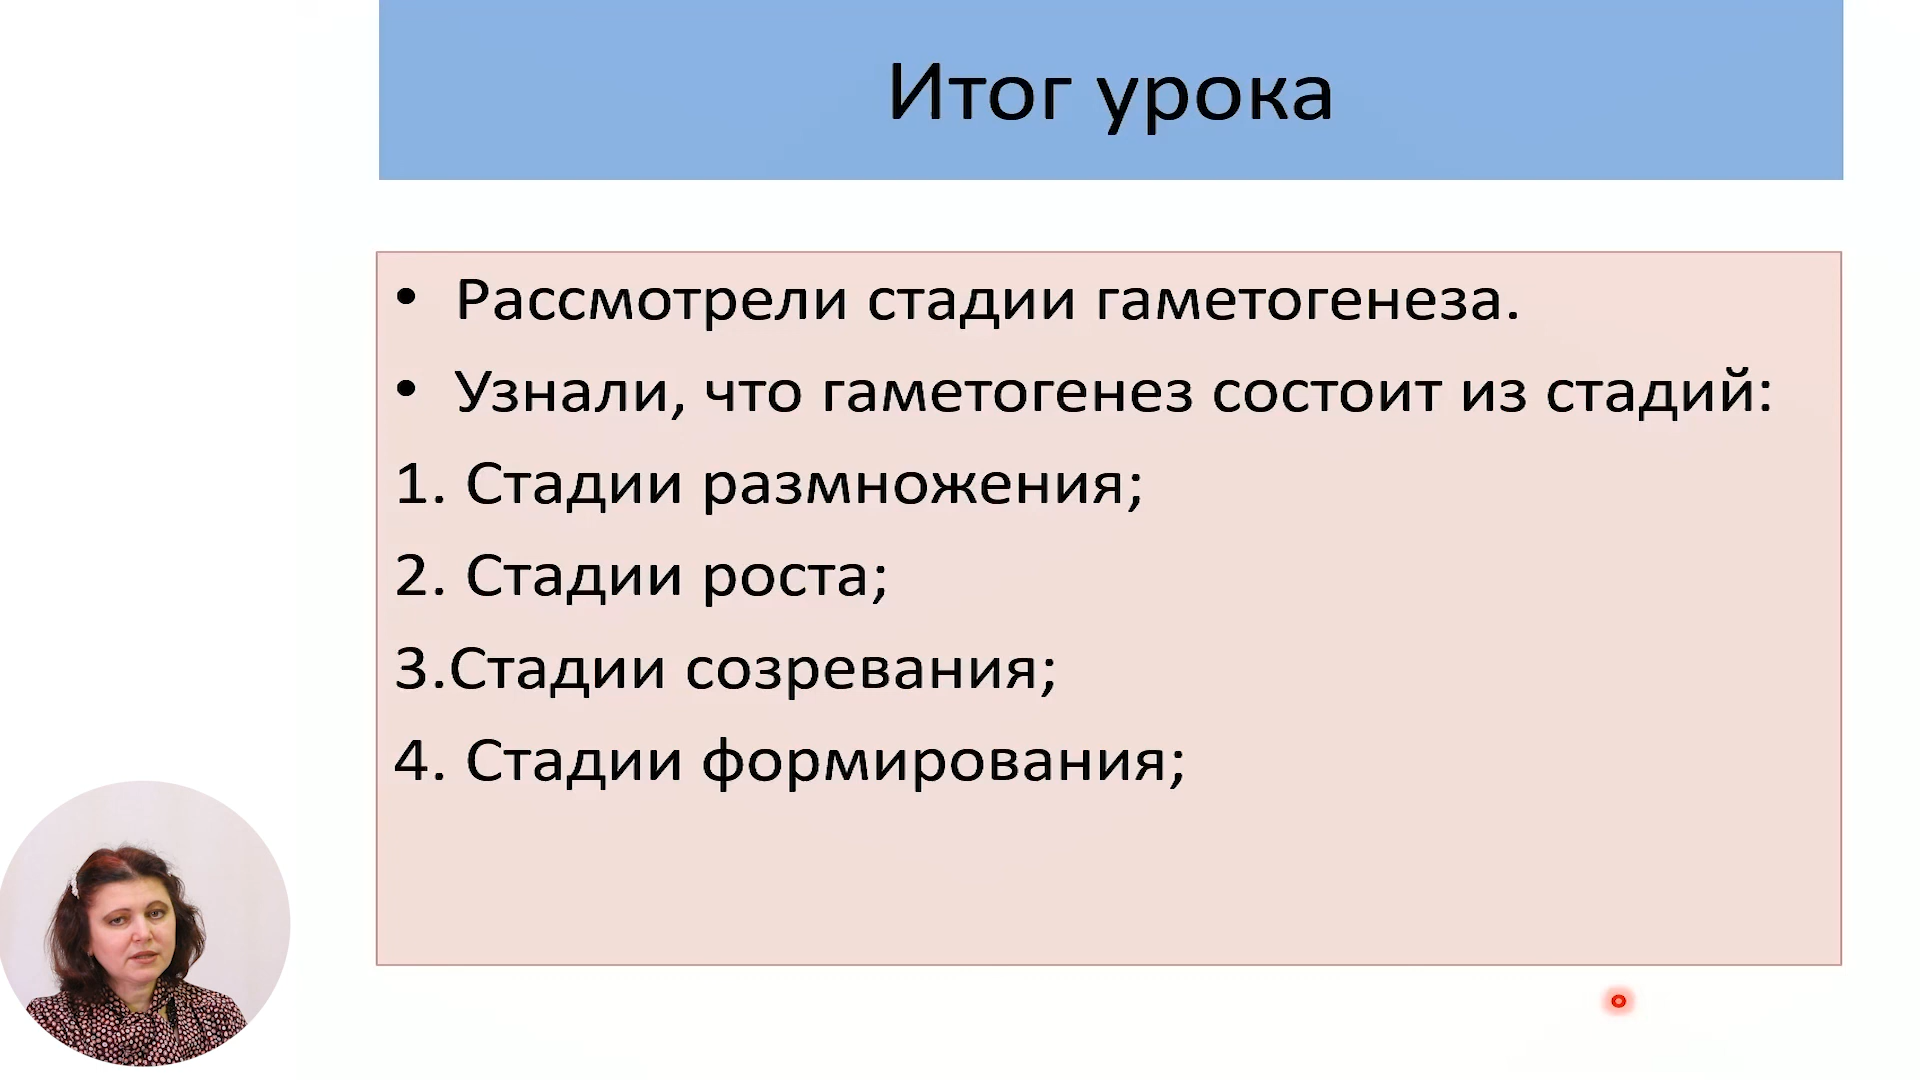 Итог урока
• Рассмотрели стадии гаметогенеза.
• Узнали, что гаметогенез состоит из стадий:
1. Стадии размножения;
2. Стадии роста;
3.Стадии созревания;
4. Стадии формирования;